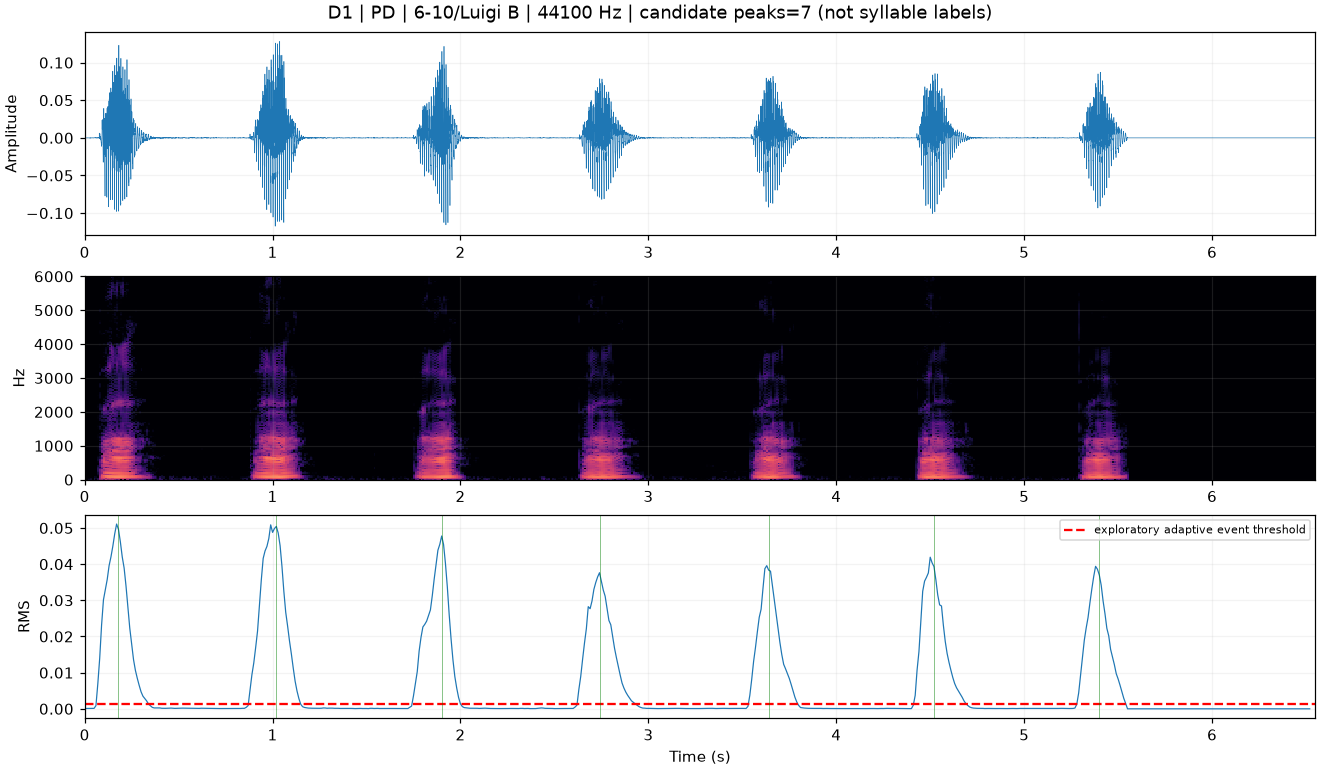 D1 | PD | 6-10/Luigi B | 44100 Hz | candidate peaks=7 (not syllable labels)
Amplitude
0.10
0.05
0.00
−0.05
−0.10
0 1 2 3 4 5 6
Hz
6000
5000
4000
3000
2000
1000
0
0 1 2 3 4 5 6
RMS
0.05
0.04
0.03
0.02
0.01
0.00
exploratory adaptive event threshold
0 1 2 3 4 5 6
Time (s)